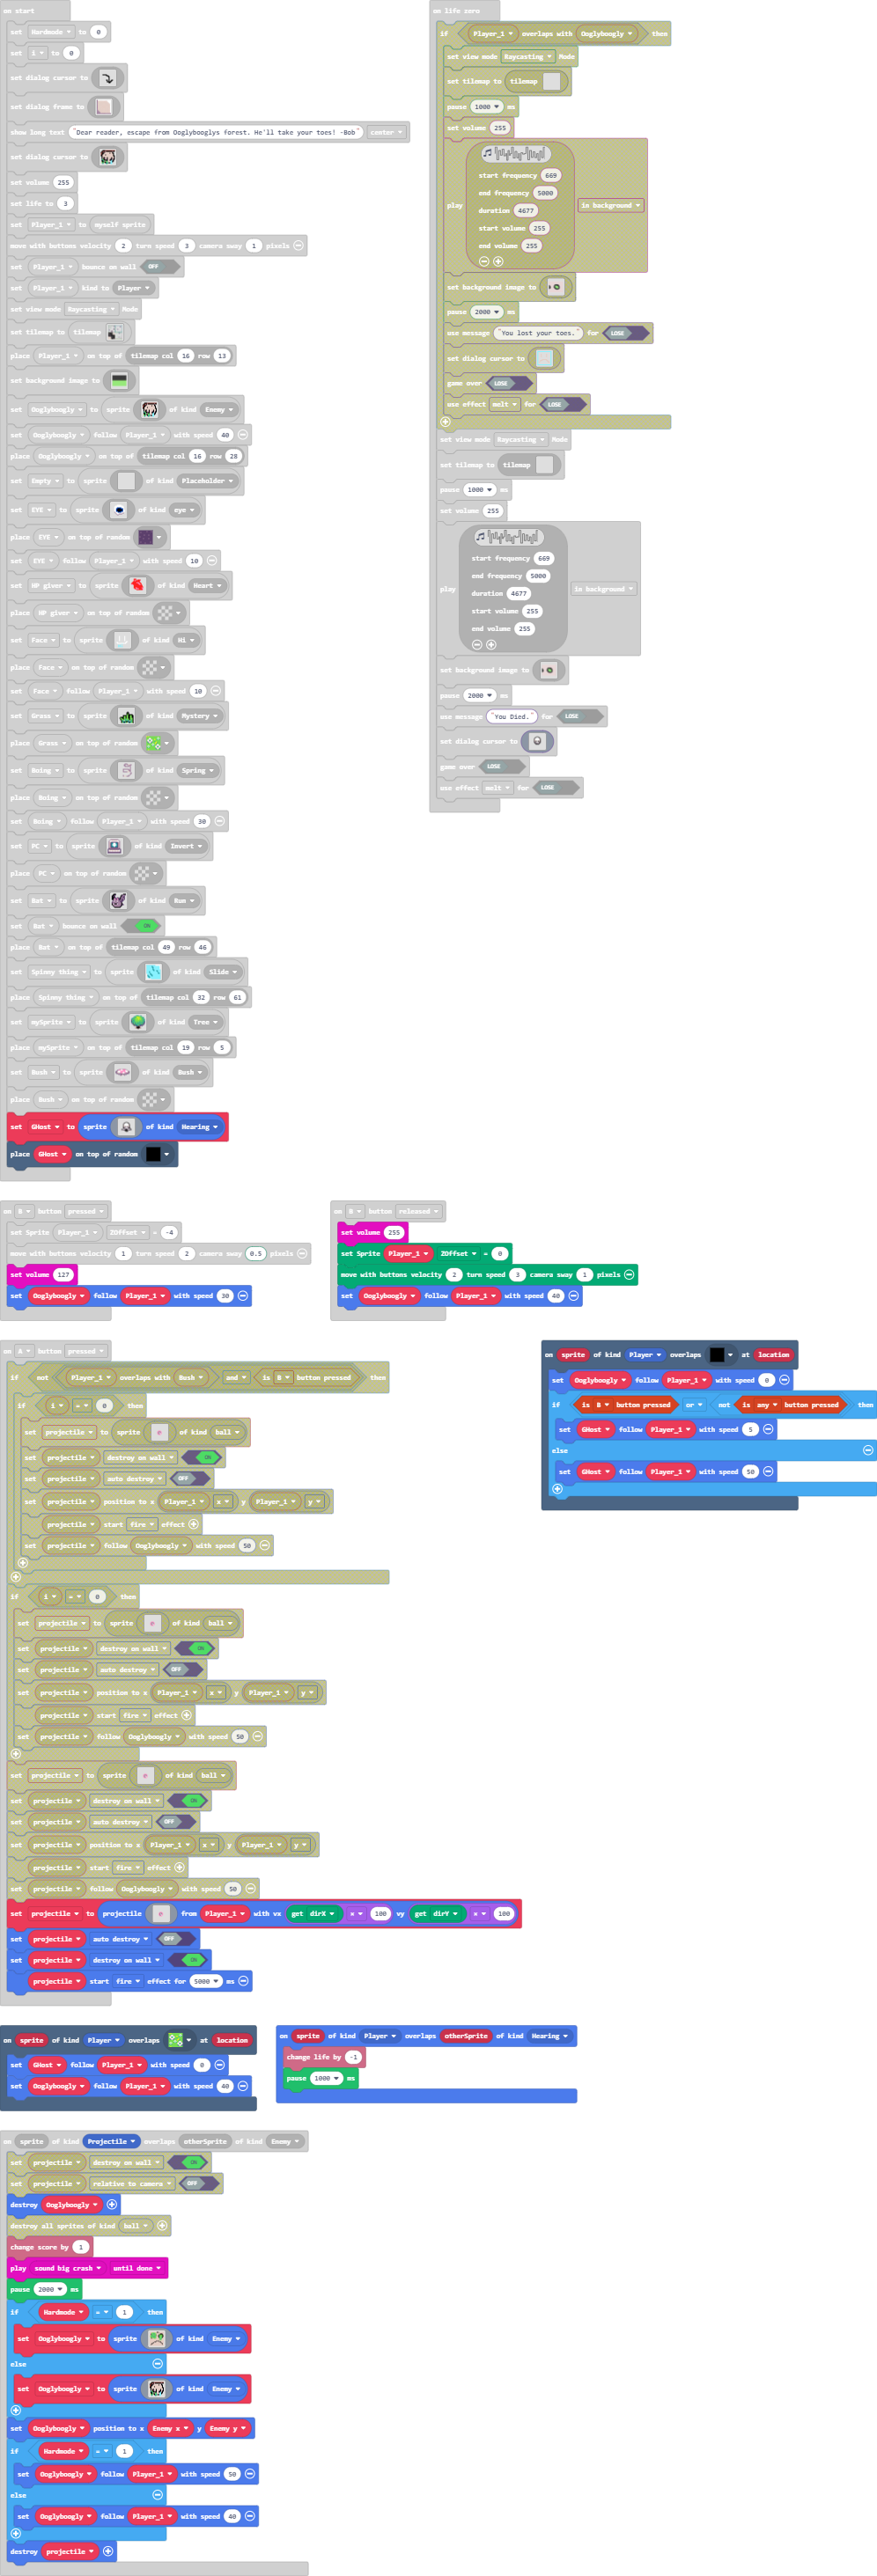 on start
set Hardmode to 0
set i to 0
set dialog cursor to
set dialog frame to
show long text "Dear reader, escape from Ooglybooglys forest. He'll take your toes! -Bob" center
set dialog cursor to
set volume 255
set life to 3
set Player_1 to myself sprite
move with buttons velocity 2 turn speed 3 camera sway 1 pixels
set Player_1 bounce on wall OFF
set Player_1 kind to Player
set view mode Raycasting Mode
set tilemap to tilemap
place Player_1 on top of tilemap col 16 row 13
set background image to
set Ooglyboogly to sprite of kind Enemy
set Ooglyboogly follow Player_1 with speed 40
place Ooglyboogly on top of tilemap col 16 row 28
set Empty to sprite of kind Placeholder
set EYE to sprite of kind eye
place EYE on top of random
set EYE follow Player_1 with speed 10
set HP giver to sprite of kind Heart
place HP giver on top of random
set Face to sprite of kind Hi
place Face on top of random
set Face follow Player_1 with speed 10
set Grass to sprite of kind Mystery
place Grass on top of random
set Boing to sprite of kind Spring
place Boing on top of random
set Boing follow Player_1 with speed 30
set PC to sprite of kind Invert
place PC on top of random
set Bat to sprite of kind Run
set Bat bounce on wall ON
place Bat on top of tilemap col 49 row 46
set Spinny thing to sprite of kind Slide
place Spinny thing on top of tilemap col 32 row 61
set mySprite to sprite of kind Tree
place mySprite on top of tilemap col 19 row 5
set Bush to sprite of kind Bush
place Bush on top of random
set GHost to sprite of kind Hearing
place GHost on top of random
on life zero
if Player_1 overlaps with Ooglyboogly then
set view mode Raycasting Mode
set tilemap to tilemap
pause 1000 ms
set volume 255
start frequency 669
end frequency 5000
play duration 4677 in background
start volume 255
end volume 255
set background image to
pause 2000 ms
use message "You lost your toes." for LOSE
set dialog cursor to
game over LOSE
use effect melt for LOSE
set view mode Raycasting Mode
set tilemap to tilemap
pause 1000 ms
set volume 255
start frequency 669
end frequency 5000
play duration 4677 in background
start volume 255
end volume 255
set background image to
pause 2000 ms
use message "You Died." for LOSE
set dialog cursor to
game over LOSE
use effect melt for LOSE
on B button pressed
set Sprite Player_1 ZOffset = -4
move with buttons velocity 1 turn speed 2 camera sway 0.5 pixels
set volume 127
set Ooglyboogly follow Player_1 with speed 30
on B button released
set volume 255
set Sprite Player_1 ZOffset = 0
move with buttons velocity 2 turn speed 3 camera sway 1 pixels
set Ooglyboogly follow Player_1 with speed 40
on A button pressed
if not Player_1 overlaps with Bush and is B button pressed then
if i = 0 then
set projectile to sprite of kind ball
set projectile destroy on wall ON
set projectile auto destroy OFF
set projectile position to x Player_1 x y Player_1 y
projectile start fire effect
set projectile follow Ooglyboogly with speed 50
if i = 0 then
set projectile to sprite of kind ball
set projectile destroy on wall ON
set projectile auto destroy OFF
set projectile position to x Player_1 x y Player_1 y
projectile start fire effect
set projectile follow Ooglyboogly with speed 50
set projectile to sprite of kind ball
set projectile destroy on wall ON
set projectile auto destroy OFF
set projectile position to x Player_1 x y Player_1 y
projectile start fire effect
set projectile follow Ooglyboogly with speed 50
set projectile to projectile from Player_1 with vx get dirX × 100 vy get dirY × 100
set projectile auto destroy OFF
set projectile destroy on wall ON
projectile start fire effect for 5000 ms
on sprite of kind Player overlaps at location
set Ooglyboogly follow Player_1 with speed 0
if is B button pressed or not is any button pressed then
set GHost follow Player_1 with speed 5
else
set GHost follow Player_1 with speed 50
on sprite of kind Player overlaps at location
set GHost follow Player_1 with speed 0
set Ooglyboogly follow Player_1 with speed 40
on sprite of kind Player overlaps otherSprite of kind Hearing
change life by -1
pause 1000 ms
on sprite of kind Projectile overlaps otherSprite of kind Enemy
set projectile destroy on wall ON
set projectile relative to camera OFF
destroy Ooglyboogly
destroy all sprites of kind ball
change score by 1
play sound big crash until done
pause 2000 ms
if Hardmode = 1 then
set Ooglyboogly to sprite of kind Enemy
else
set Ooglyboogly to sprite of kind Enemy
set Ooglyboogly position to x Enemy x y Enemy y
if Hardmode = 1 then
set Ooglyboogly follow Player_1 with speed 50
else
set Ooglyboogly follow Player_1 with speed 40
destroy projectile